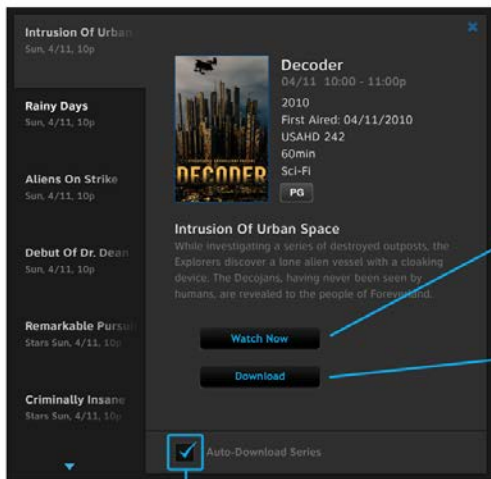 Intrusion Of Urban
Sun, 4/11, 10p
Rainy Days
Sun, 4/11, 10p
Aliens On Strike
Sun, 4/11, 10p
Debut Of Dr. Dean
Sun, 4/11, 10p
Remarkable Pursui
Stars Sun, 4/11, 10p
Criminally Insane
Stars Sun, 4/11, 10p
DECODER
Decoder
04/11 10:00 - 11:00p
2010
First Aired: 04/11/2010
USAHD 242
60min
Sci-Fi
PG
Intrusion Of Urban Space
While investigating a series of destroyed outposts, the
Explorers discover a lone alien vessel with a cloaking
device. The Decojans, having never been seen by
humans, are revealed to the people of Foreverland.
Watch Now
Download
Auto-Download Series